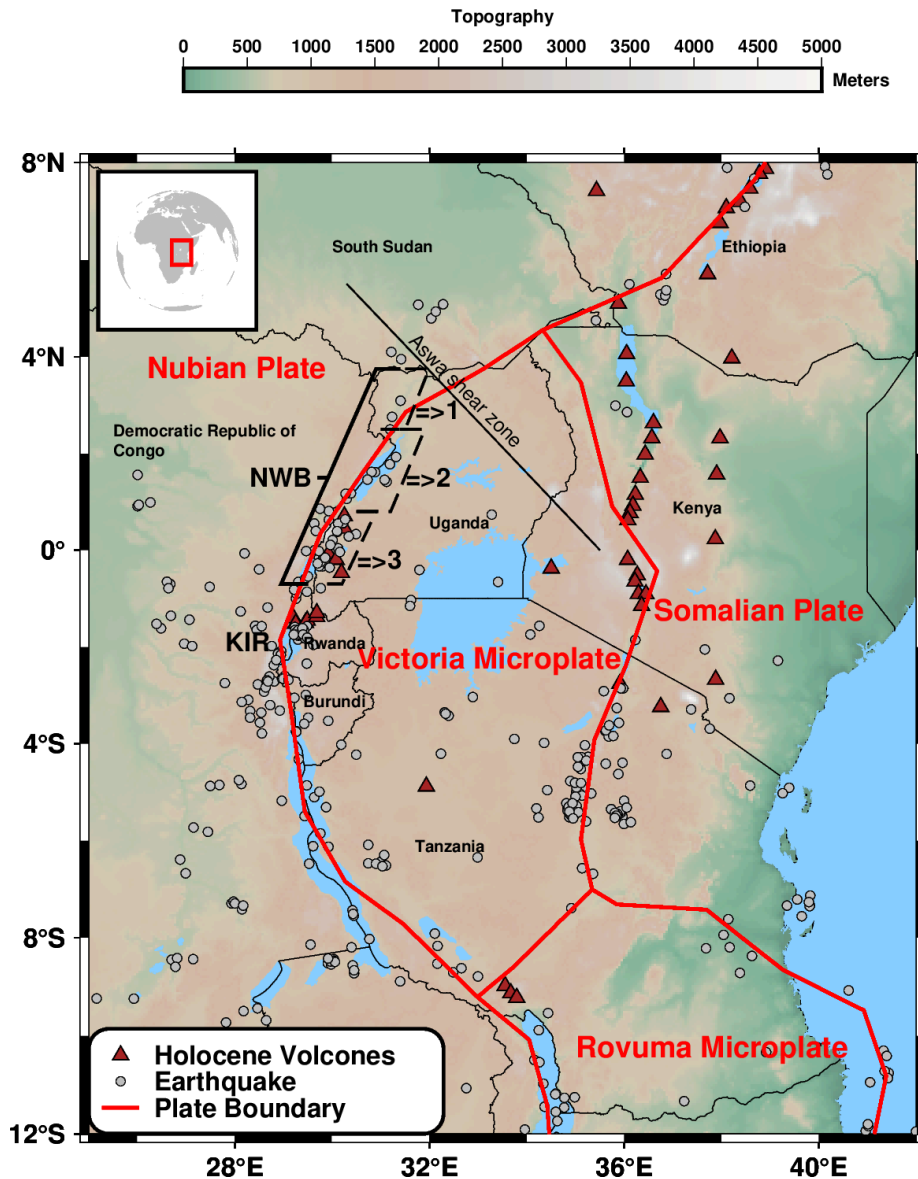 Topography
0 500 1000 1500 2000 2500 3000 3500 4000 4500 5000
Meters
8°N
4°N
0°
4°S
8°S
12°S
South Sudan
Ethiopia
Nubian Plate
Aswa shear zone
=>1
Democratic Republic of
Congo
NWB
=>2
Uganda
Kenya
=>3
Somalian Plate
KIR
Rwanda
Victoria Microplate
Burundi
Tanzania
Rovuma Microplate
Holocene Volcones
Earthquake
Plate Boundary
28°E 32°E 36°E 40°E